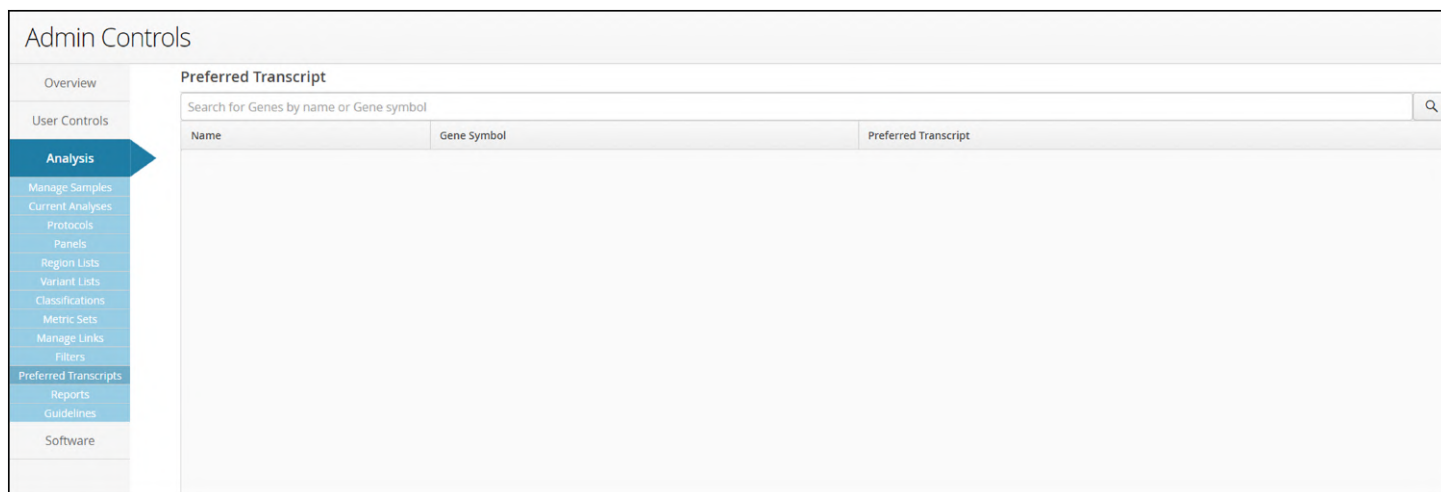 Admin Controls
Overview
User Controls
Analysis
Manage Samples
Current Analyses
Protocols
Panels
Region Lists
Variant Lists
Classifications
Metric Sets
Manage Links
Filters
Preferred Transcripts
Reports
Guidelines
Software
Preferred Transcript
Search for Genes by name or Gene symbol
Name Gene Symbol Preferred Transcript